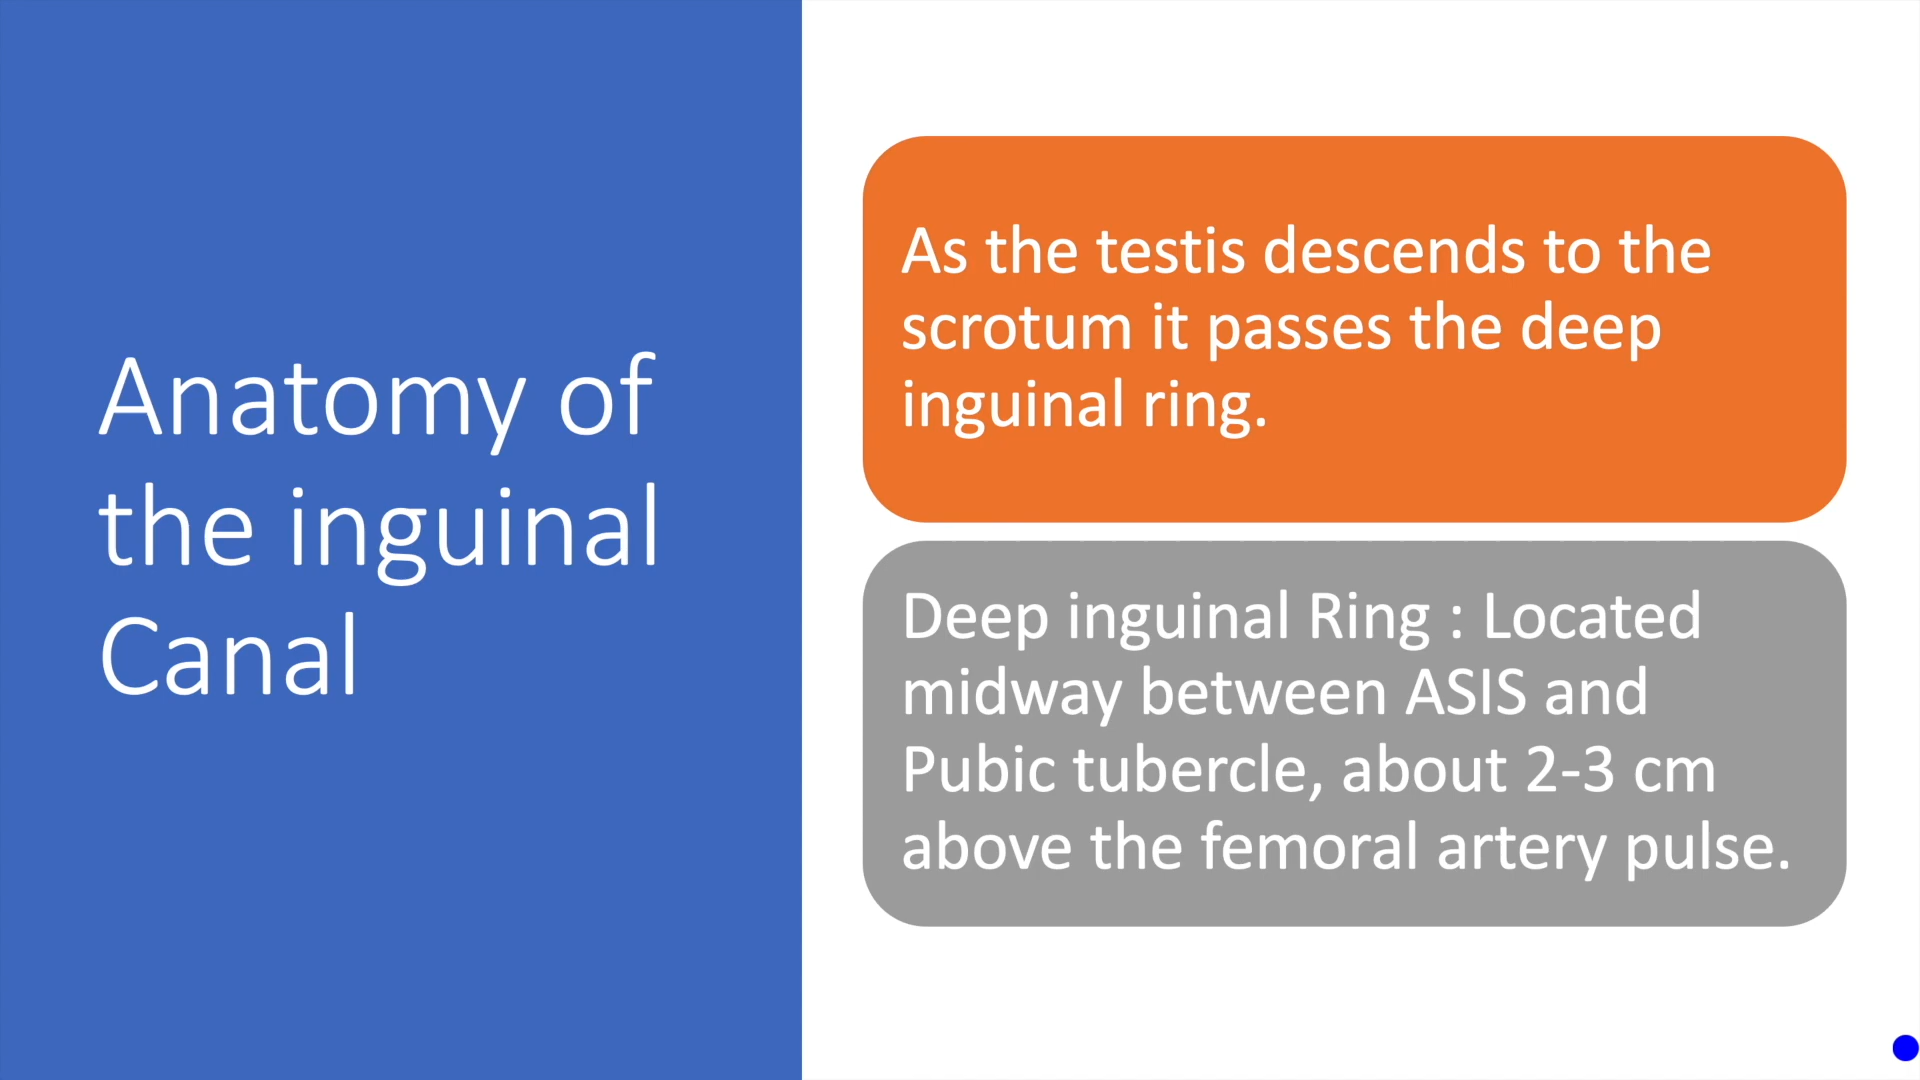 Anatomy of
the inguinal
Canal
As the testis descends to the
scrotum it passes the deep
inguinal ring.
Deep inguinal Ring : Located
midway between ASIS and
Pubic tubercle, about 2-3 cm
above the femoral artery pulse.